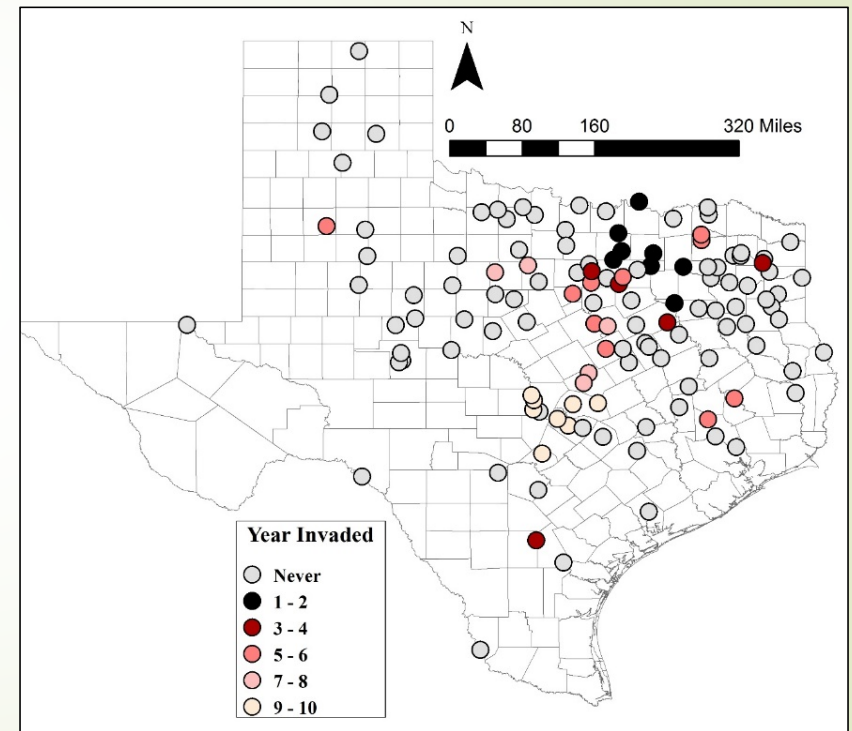 N
0 80 160 320 Miles
Year Invaded
Never
1 - 2
3 - 4
5 - 6
7 - 8
9 - 10